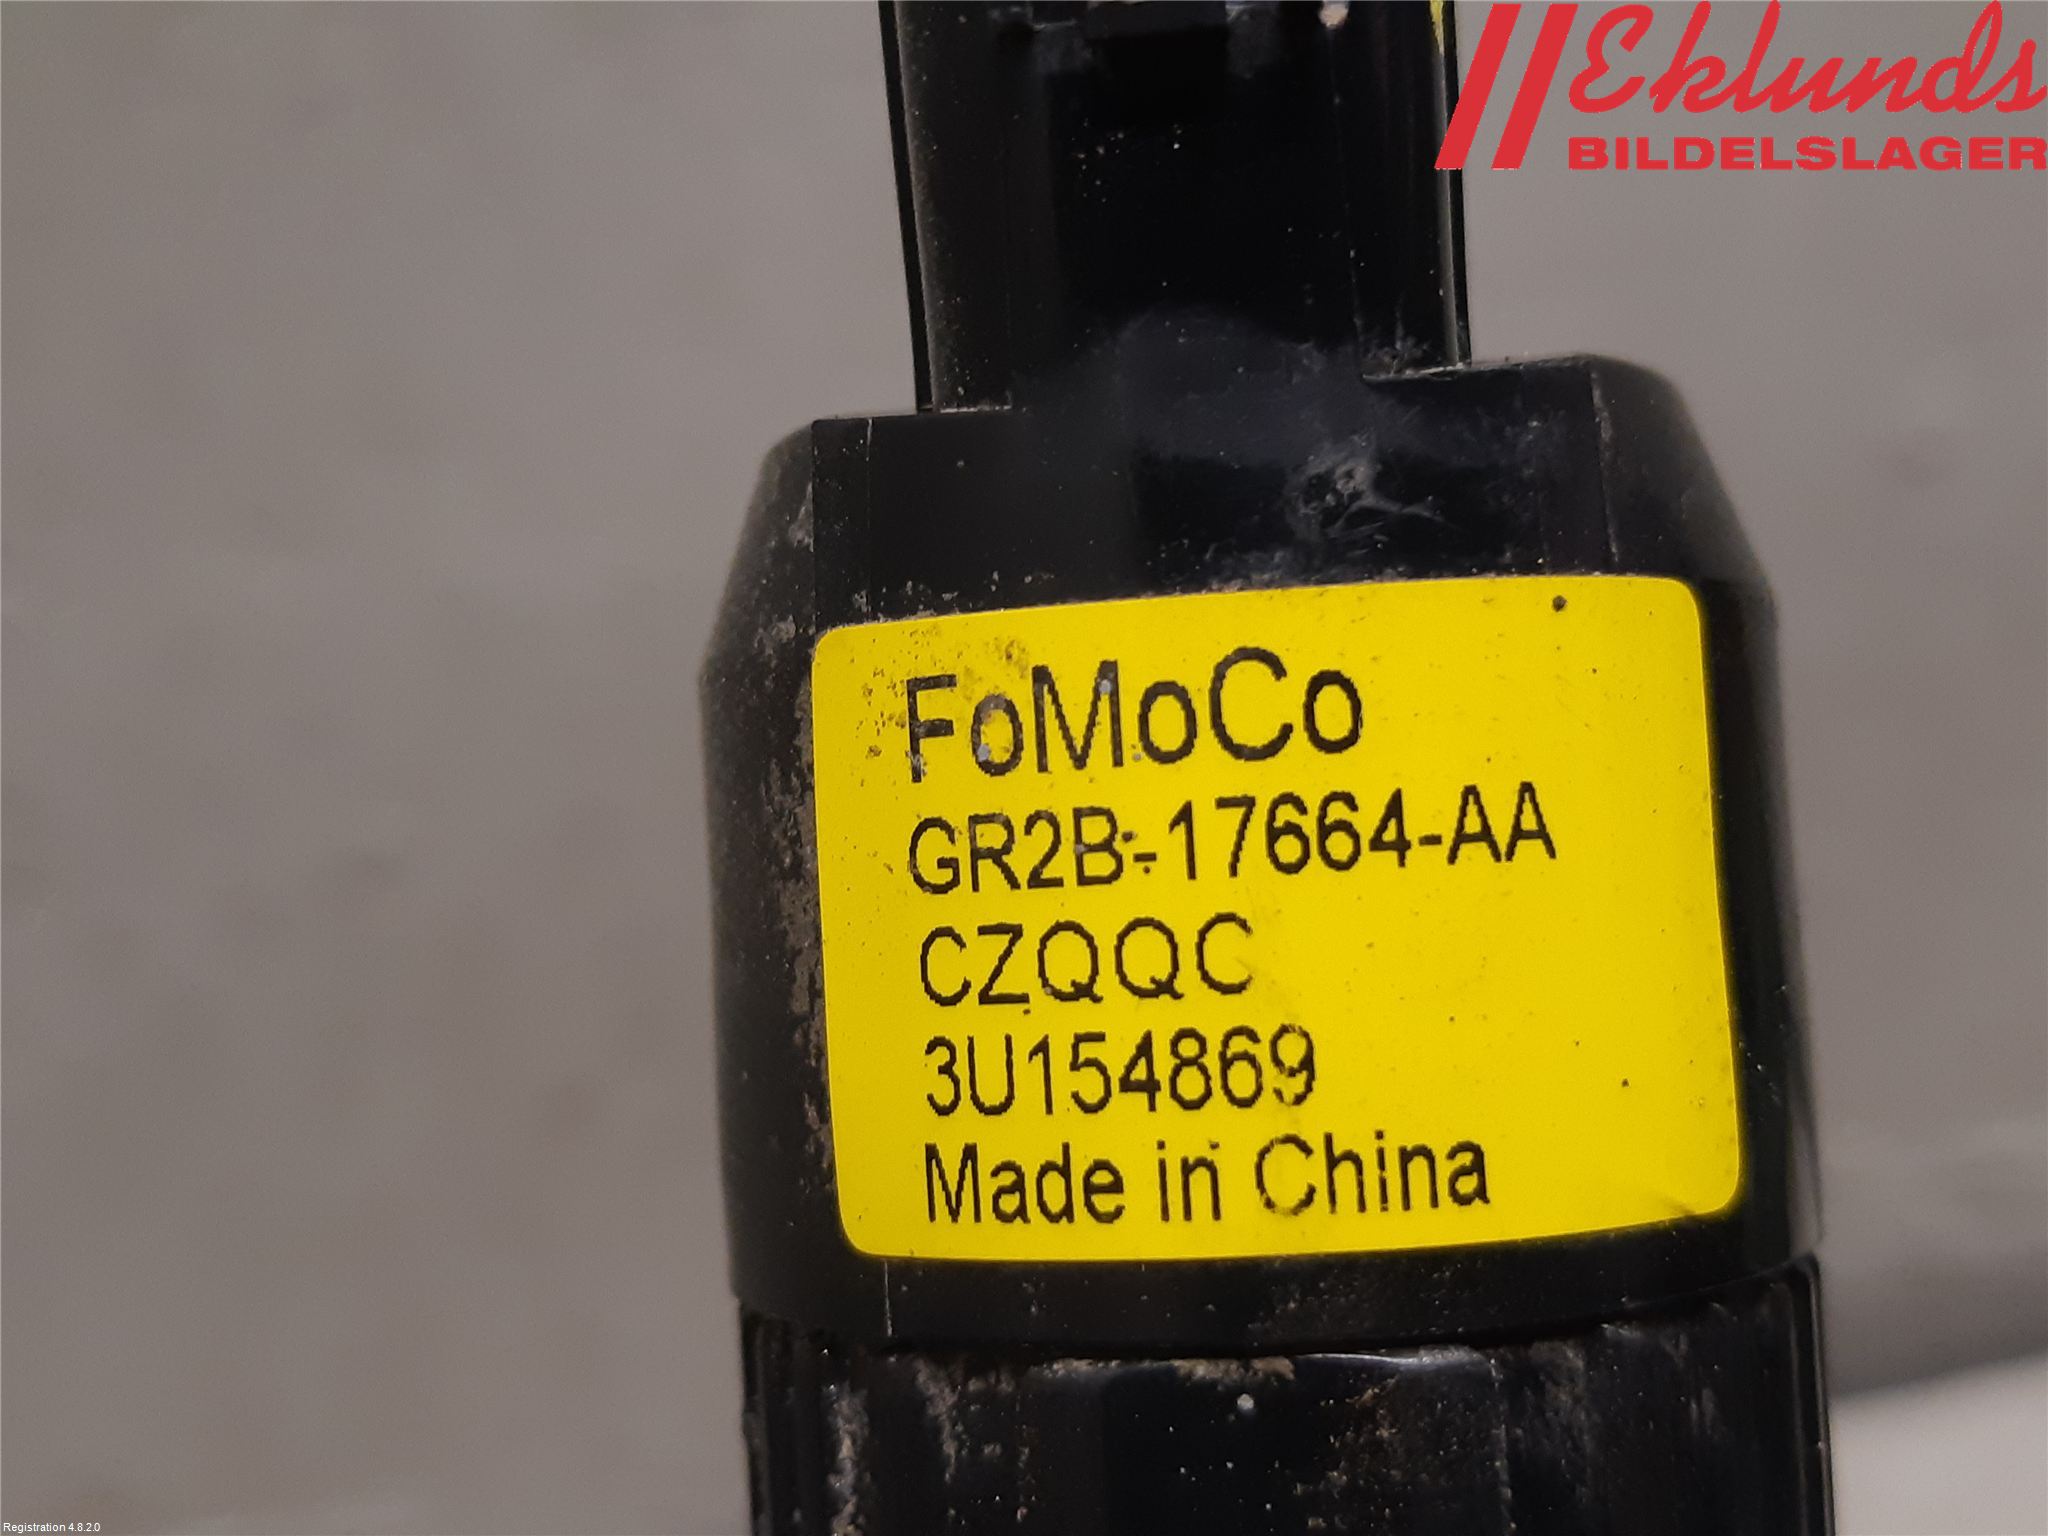 Eklunds
BILDELSLAGER
FoMoCo
GR2B-17664-AA
CZQQC
3U154869
Made in China
Registration 4.8.2.0